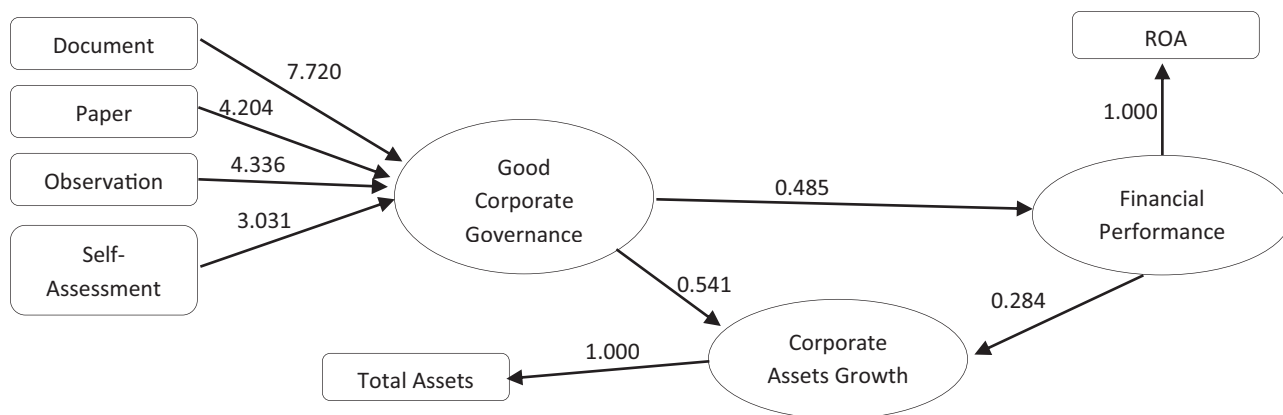 Document
7.720
Paper
4.204
Observation
4.336
Self-
Assessment
3.031
Good
Corporate
Governance
0.485
0.541
ROA
1.000
Financial
Performance
0.284
Corporate
Assets Growth
1.000
Total Assets